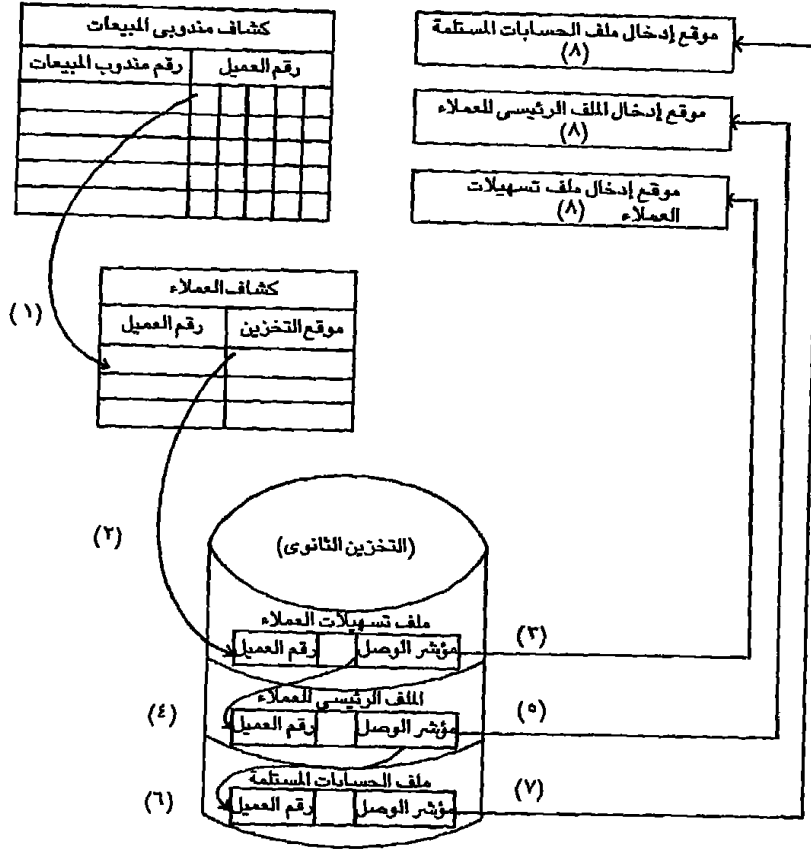 كشاف مندوبى المبيعات
رقم مندوب المبيعات
رقم العميل
موقع إدخال ملف الحسابات المستلمة
(٨)
موقع إدخال الملف الرئيسى للعملاء
(٨)
موقع إدخال ملف تسهيلات
العملاء (٨)
(١)
كشاف العملاء
رقم العميل
موقع التخزين
(٢)
(التخزين الثانوى)
ملف تسهيلات العملاء
رقم العميل
مؤشر الوصل
(٣)
الملف الرئيسى للعملاء
(٤)
رقم العميل
مؤشر الوصل
(٥)
ملف الحسابات المستلمة
(٦)
رقم العميل
مؤشر الوصل
(٧)